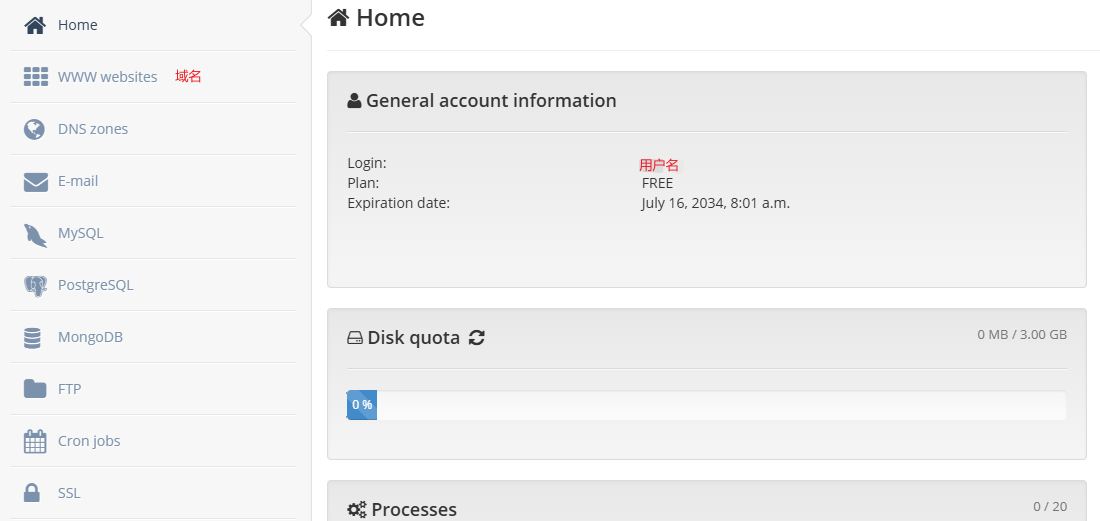 Home
WWW websites 域名
DNS zones
E-mail
MySQL
PostgreSQL
MongoDB
FTP
Cron jobs
SSL
Home
General account information
Login: 用户名
Plan: FREE
Expiration date: July 16, 2034, 8:01 a.m.
Disk quota 0 MB / 3.00 GB
0 %
Processes 0 / 20